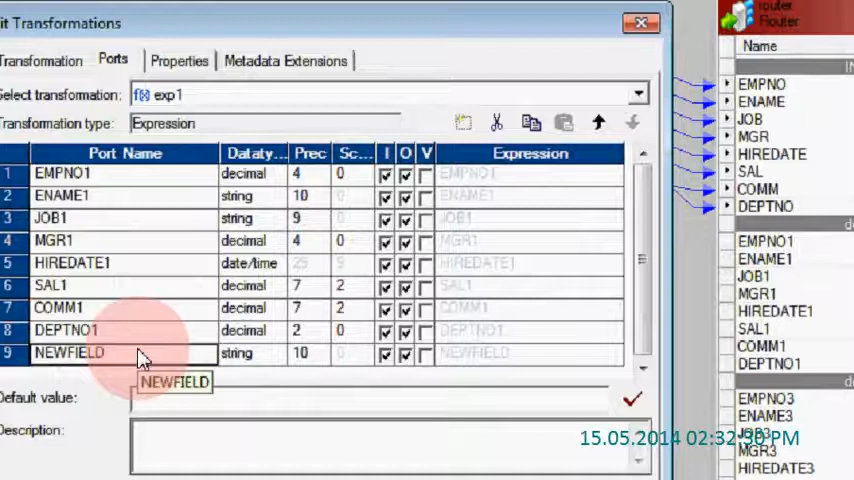 it Transformations
router
Router
Transformation
Ports
Properties
Metadata Extensions
Name
Select transformation:
f(x) exp1
Transformation type:
Expression
Port Name Dataty... Prec Sc... I O V Expression
1 EMPNO1 decimal 4 0 EMPNO1
2 ENAME1 string 10 0 ENAME1
3 JOB1 string 9 0 JOB1
4 MGR1 decimal 4 0 MGR1
5 HIREDATE1 date/time 29 9 HIREDATE1
6 SAL1 decimal 7 2 SAL1
7 COMM1 decimal 7 2 COMM1
8 DEPTNO1 decimal 2 0 DEPTNO1
9 NEWFIELD string 10 0 NEWFIELD
NEWFIELD
Default value:
Description:
IN
EMPNO
ENAME
JOB
MGR
HIREDATE
SAL
COMM
DEPTNO
de
EMPNO1
ENAME1
JOB1
MGR1
HIREDATE1
SAL1
COMM1
DEPTNO1
de
EMPNO3
ENAME3
JOB3
MGR3
HIREDATE3
15.05.2014 02:32:30 PM